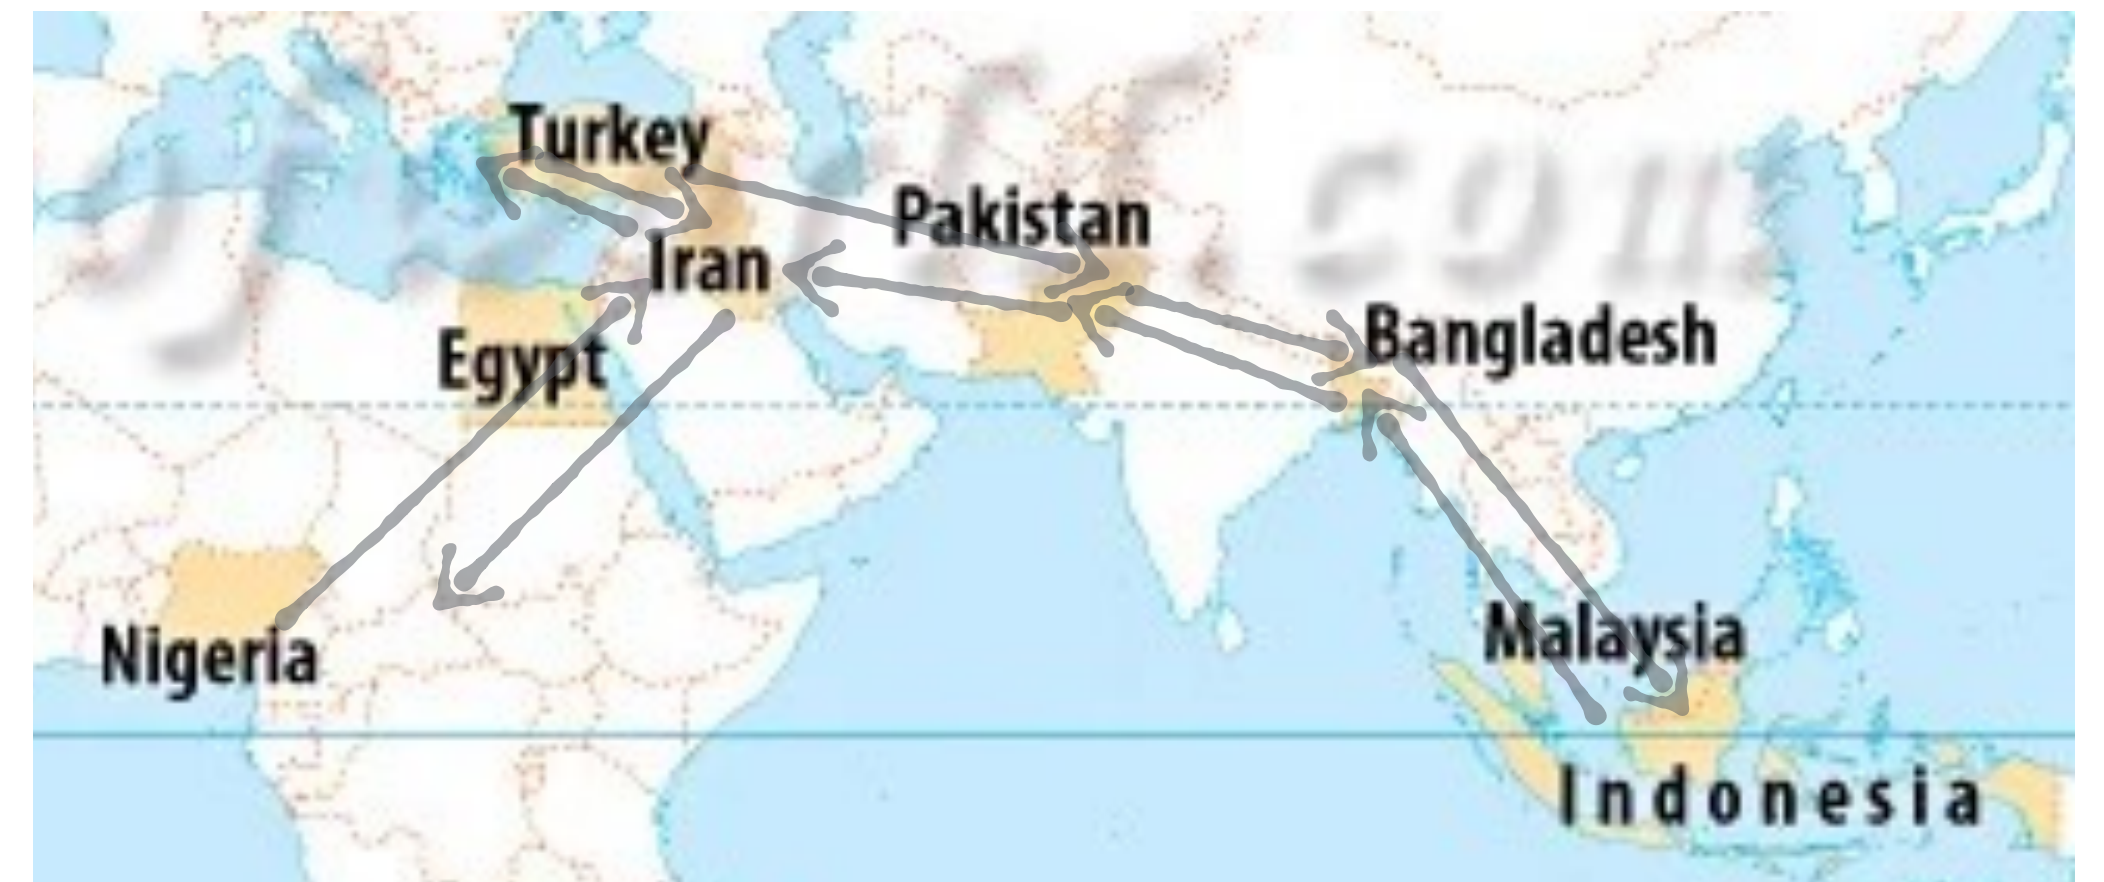 Turkey
Pakistan
Iran
Bangladesh
Egypt
Malaysia
Nigeria
Indonesia